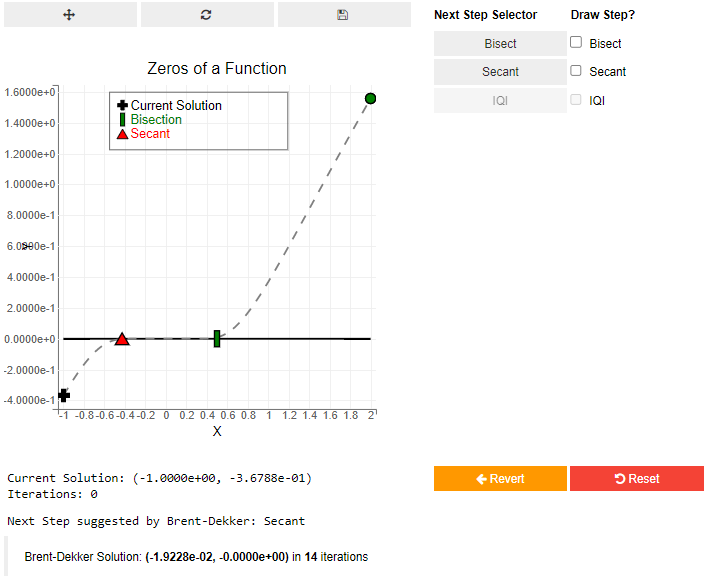 Next Step Selector
Draw Step?
Bisect
Bisect
Secant
Secant
IQI
IQI
Zeros of a Function
Current Solution
Bisection
Secant
1.6000e+0
1.4000e+0
1.2000e+0
1.0000e+0
8.0000e-1
6.0000e-1
4.0000e-1
2.0000e-1
0.0000e+0
-2.0000e-1
-4.0000e-1
Y
-1 -0.8 -0.6 -0.4 -0.2 0 0.2 0.4 0.6 0.8 1 1.2 1.4 1.6 1.8 2
X
Current Solution: (-1.0000e+00, -3.6788e-01)
Iterations: 0
Revert
Reset
Next Step suggested by Brent-Dekker: Secant
Brent-Dekker Solution: (-1.9228e-02, -0.0000e+00) in 14 iterations